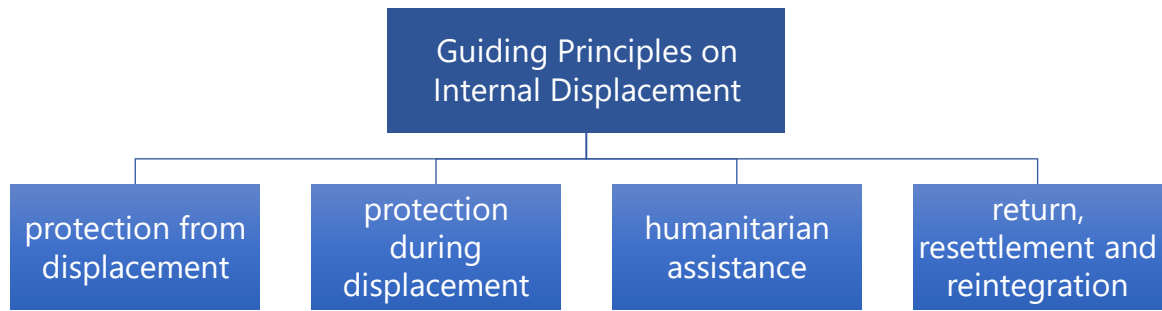 Guiding Principles on
Internal Displacement
protection from
displacement
protection
during
displacement
humanitarian
assistance
return,
resettlement and
reintegration